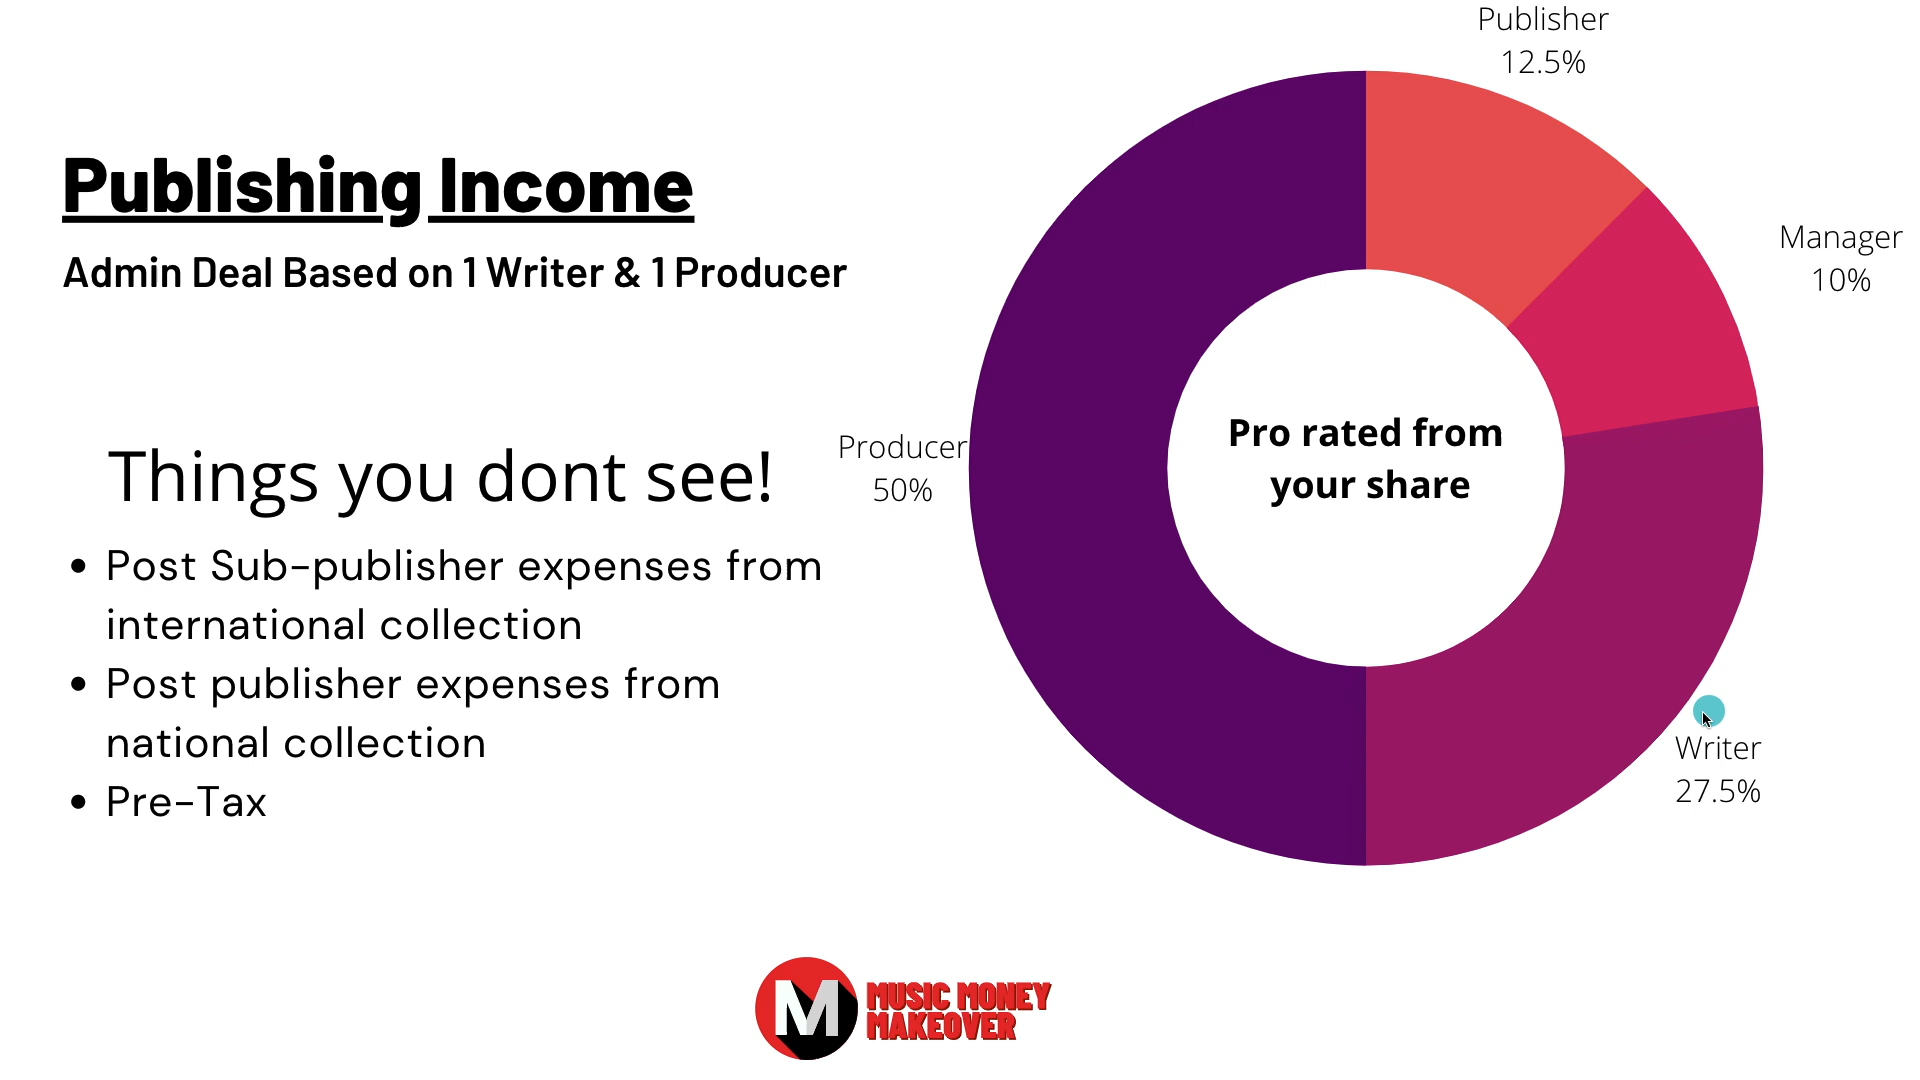 Publishing Income
Admin Deal Based on 1 Writer & 1 Producer
Things you dont see!
• Post Sub-publisher expenses from
international collection
• Post publisher expenses from
national collection
• Pre-Tax
Publisher
12.5%
Manager
10%
Producer
50%
Pro rated from
your share
Writer
27.5%
M
MUSIC MONEY
MAKEOVER